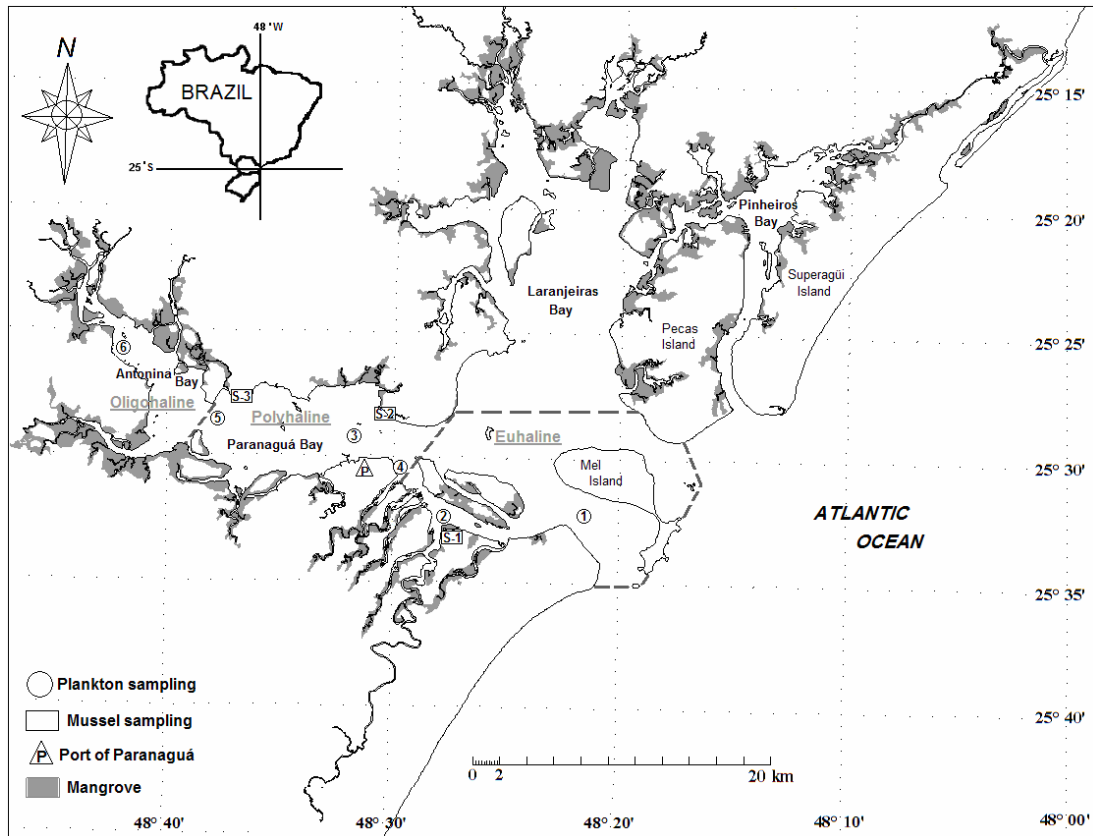 N
48 'W
BRAZIL
25's
25° 15'
25° 20'
25° 25'
25° 30'
25° 35'
25° 40'
Pinheiros
Bay
Superagüi
Island
Laranjeiras
Bay
Pecas
Island
6
Antonina
Bay
Oligohaline
S-3
5
Polyhaline
S-2
Paranaguá Bay
3
P
4
Euhaline
Mel
Island
2
S-1
1
ATLANTIC
OCEAN
Plankton sampling
Mussel sampling
P
Port of Paranaguá
Mangrove
0 2 20 km
48° 40' 48° 30' 48° 20' 48° 10' 48° 00'